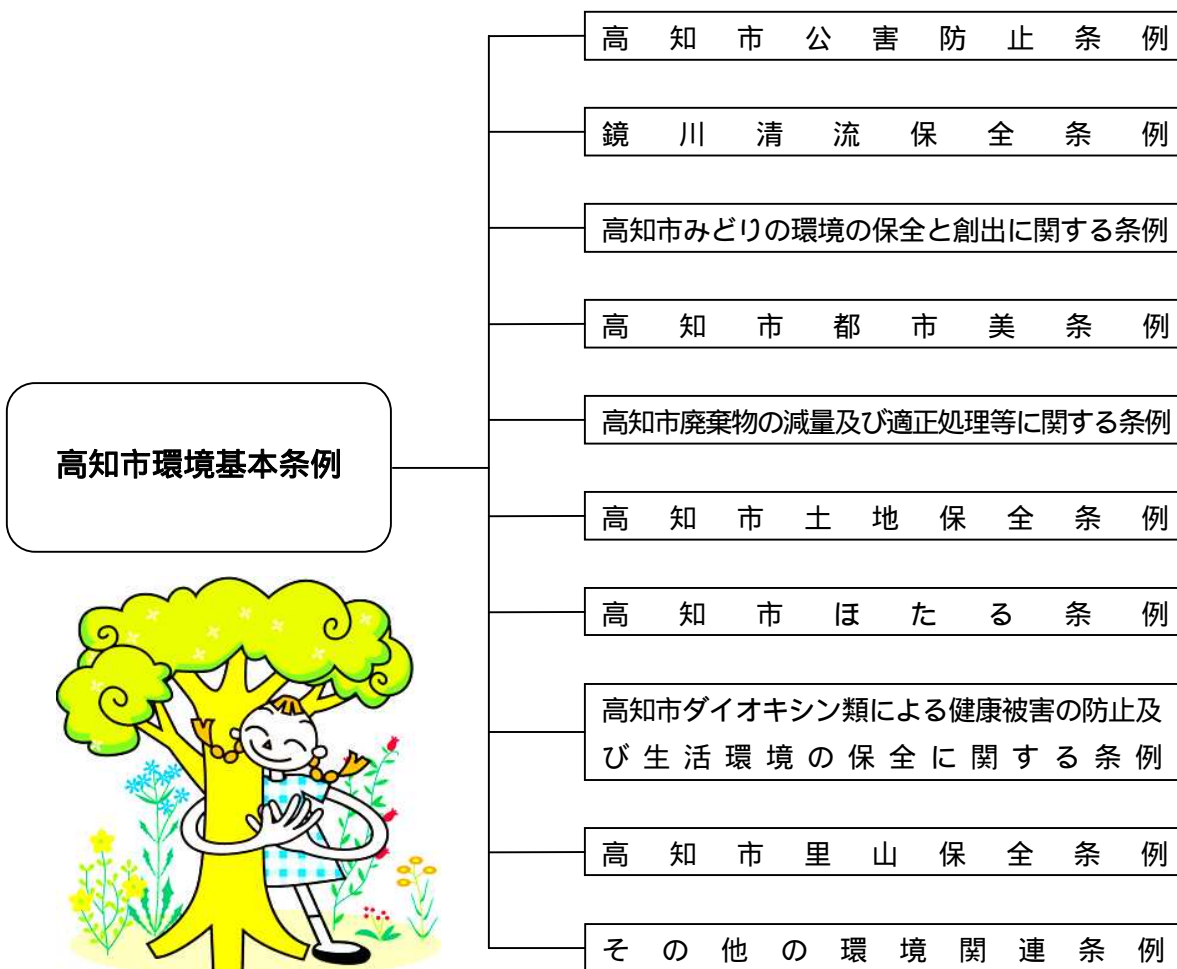 高知市公害防止条例
鏡川清流保全条例
高知市みどりの環境の保全と創出に関する条例
高知市都市美条例
高知市廃棄物の減量及び適正処理等に関する条例
高知市環境基本条例
高知市土地保全条例
高知市ほたる条例
高知市ダイオキシン類による健康被害の防止及
び生活環境の保全に関する条例
高知市里山保全条例
その他の環境関連条例